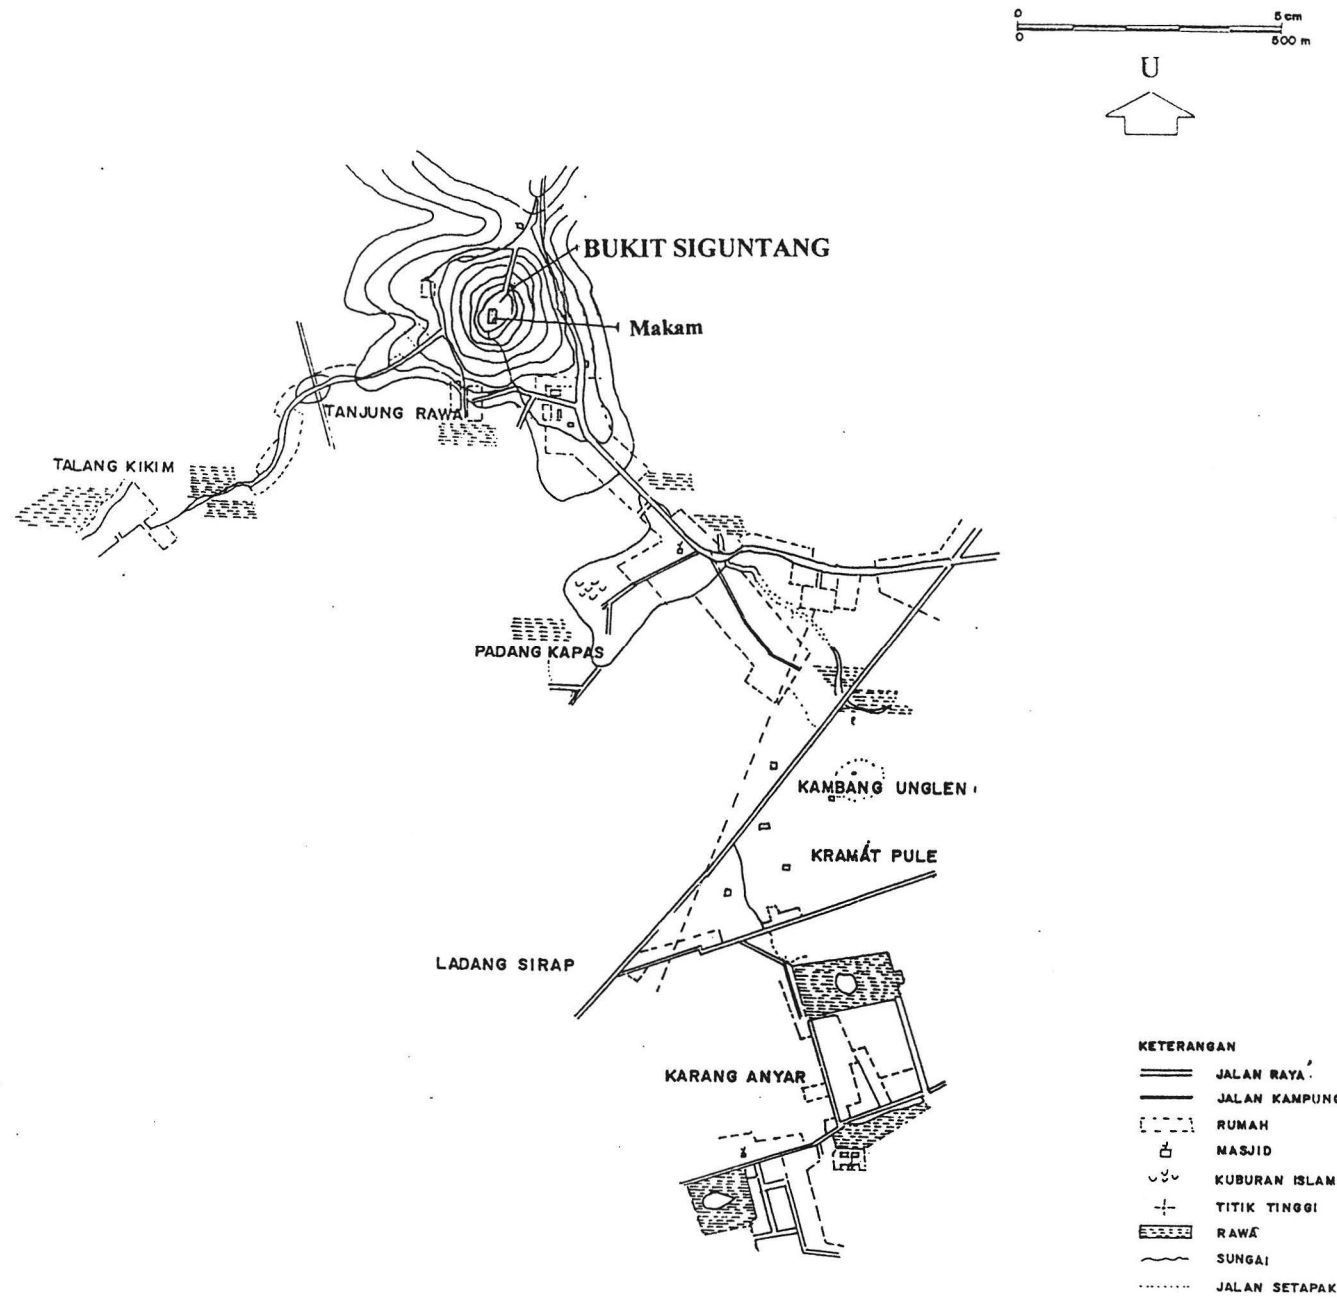 0 5 cm
0 500 m
U
BUKIT SIGUNTANG
Makam
TANJUNG RAWA
TALANG KIKIM
PADANG KAPAS
KAMBANG UNGLEN
KRAMAT PULE
LADANG SIRAP
KARANG ANYAR
KETERANGAN
JALAN RAYA
JALAN KAMPUNG
RUMAH
MASJID
KUBURAN ISLAM
TITIK TINGGI
RAWA
SUNGAI
JALAN SETAPAK